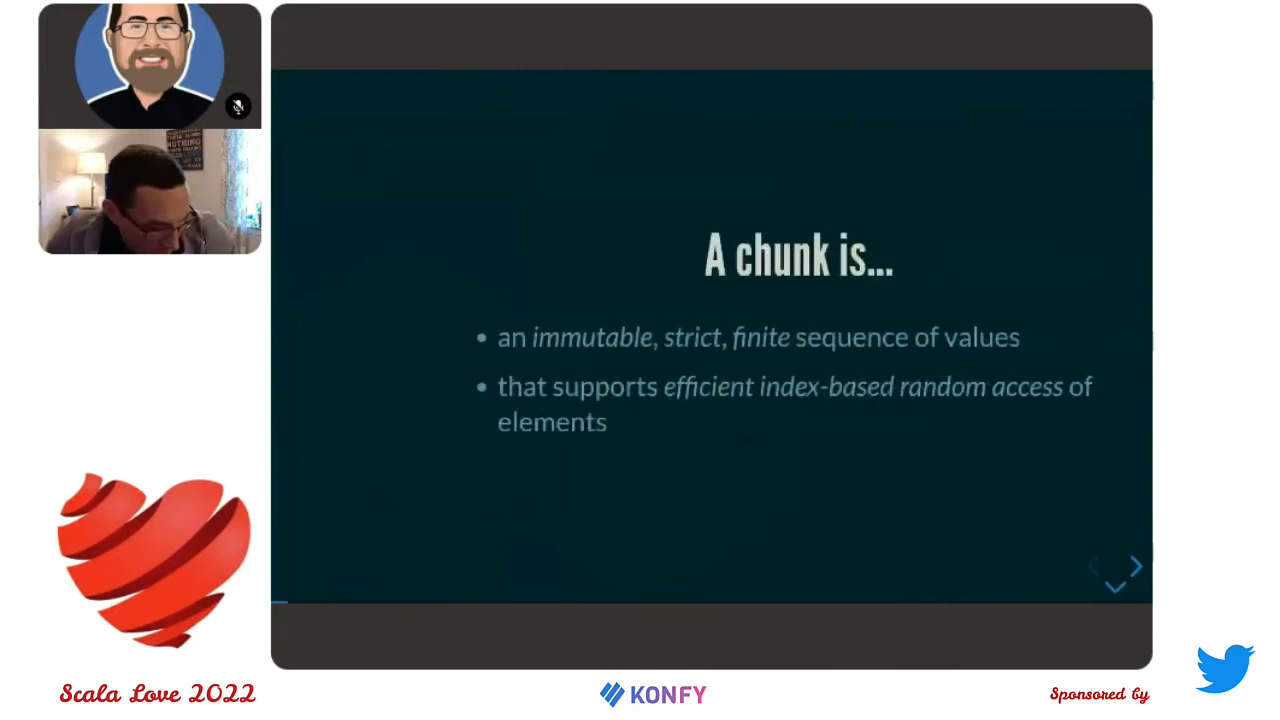 NOTHING
A chunk is...
• an immutable, strict, finite sequence of values
• that supports efficient index-based random access of
elements
Scala Love 2022
KONFY
Sponsored by